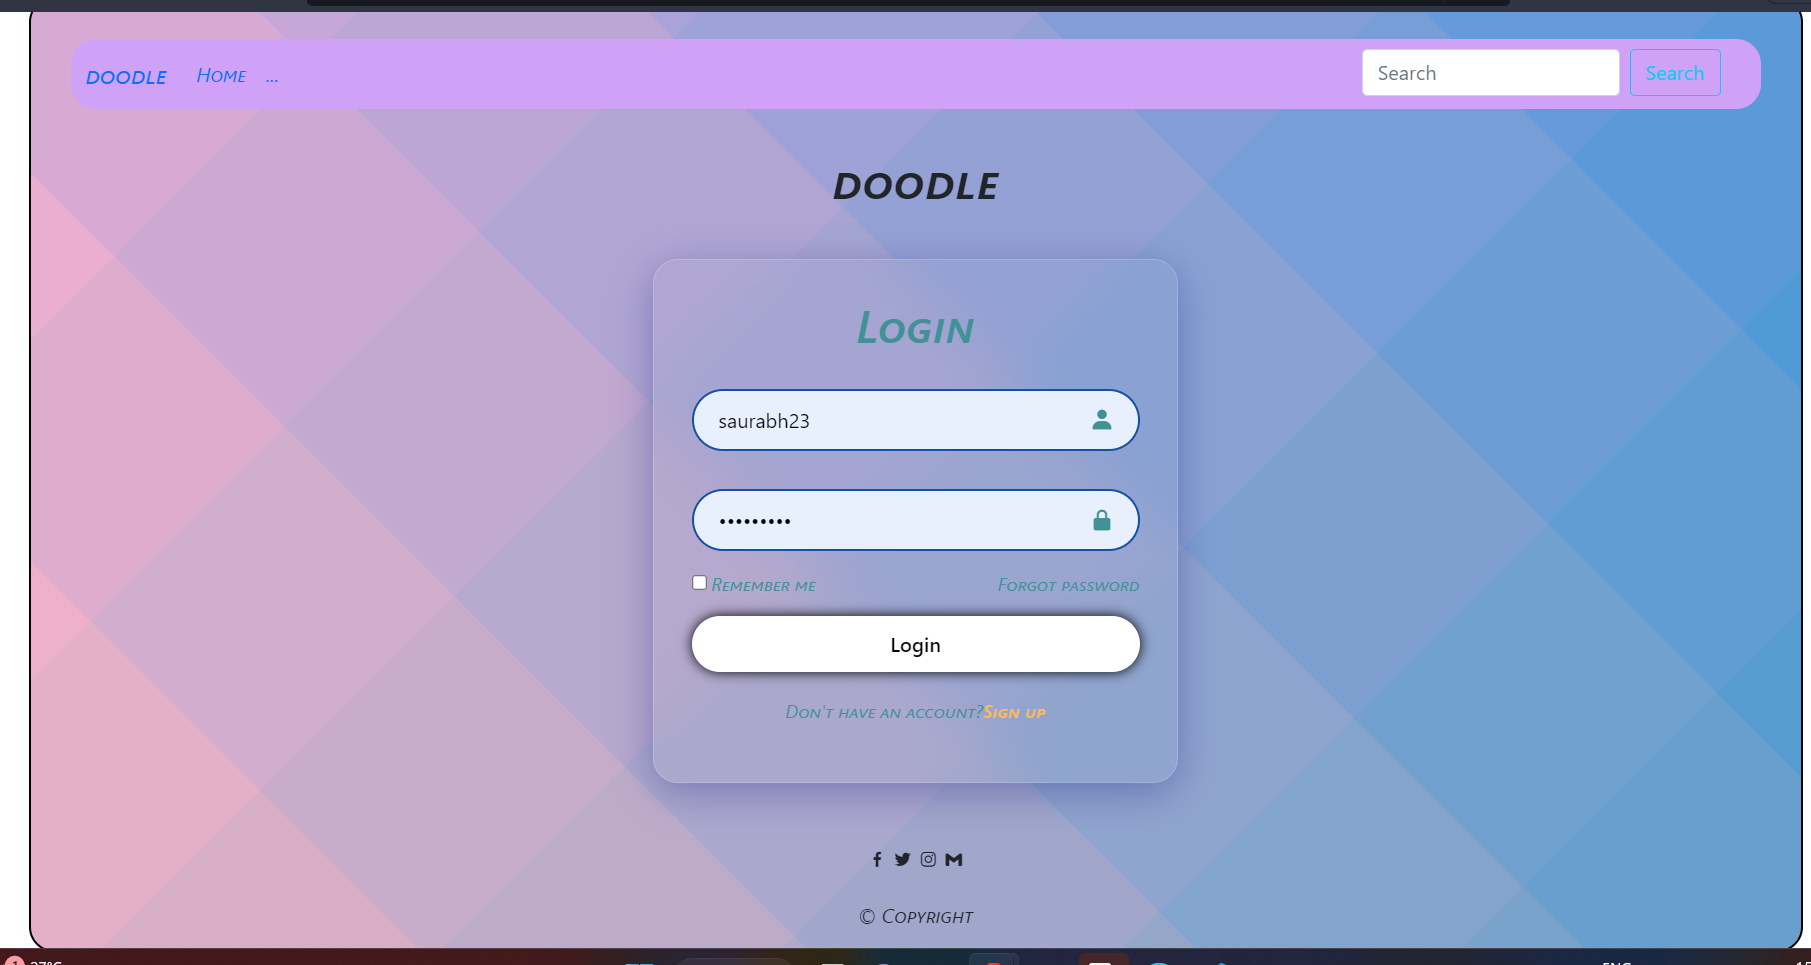 DOODLE Home ... Search Search
DOODLE
Login
saurabh23
•••••••••
Remember me Forgot password
Login
Don't have an account?Sign up
© Copyright